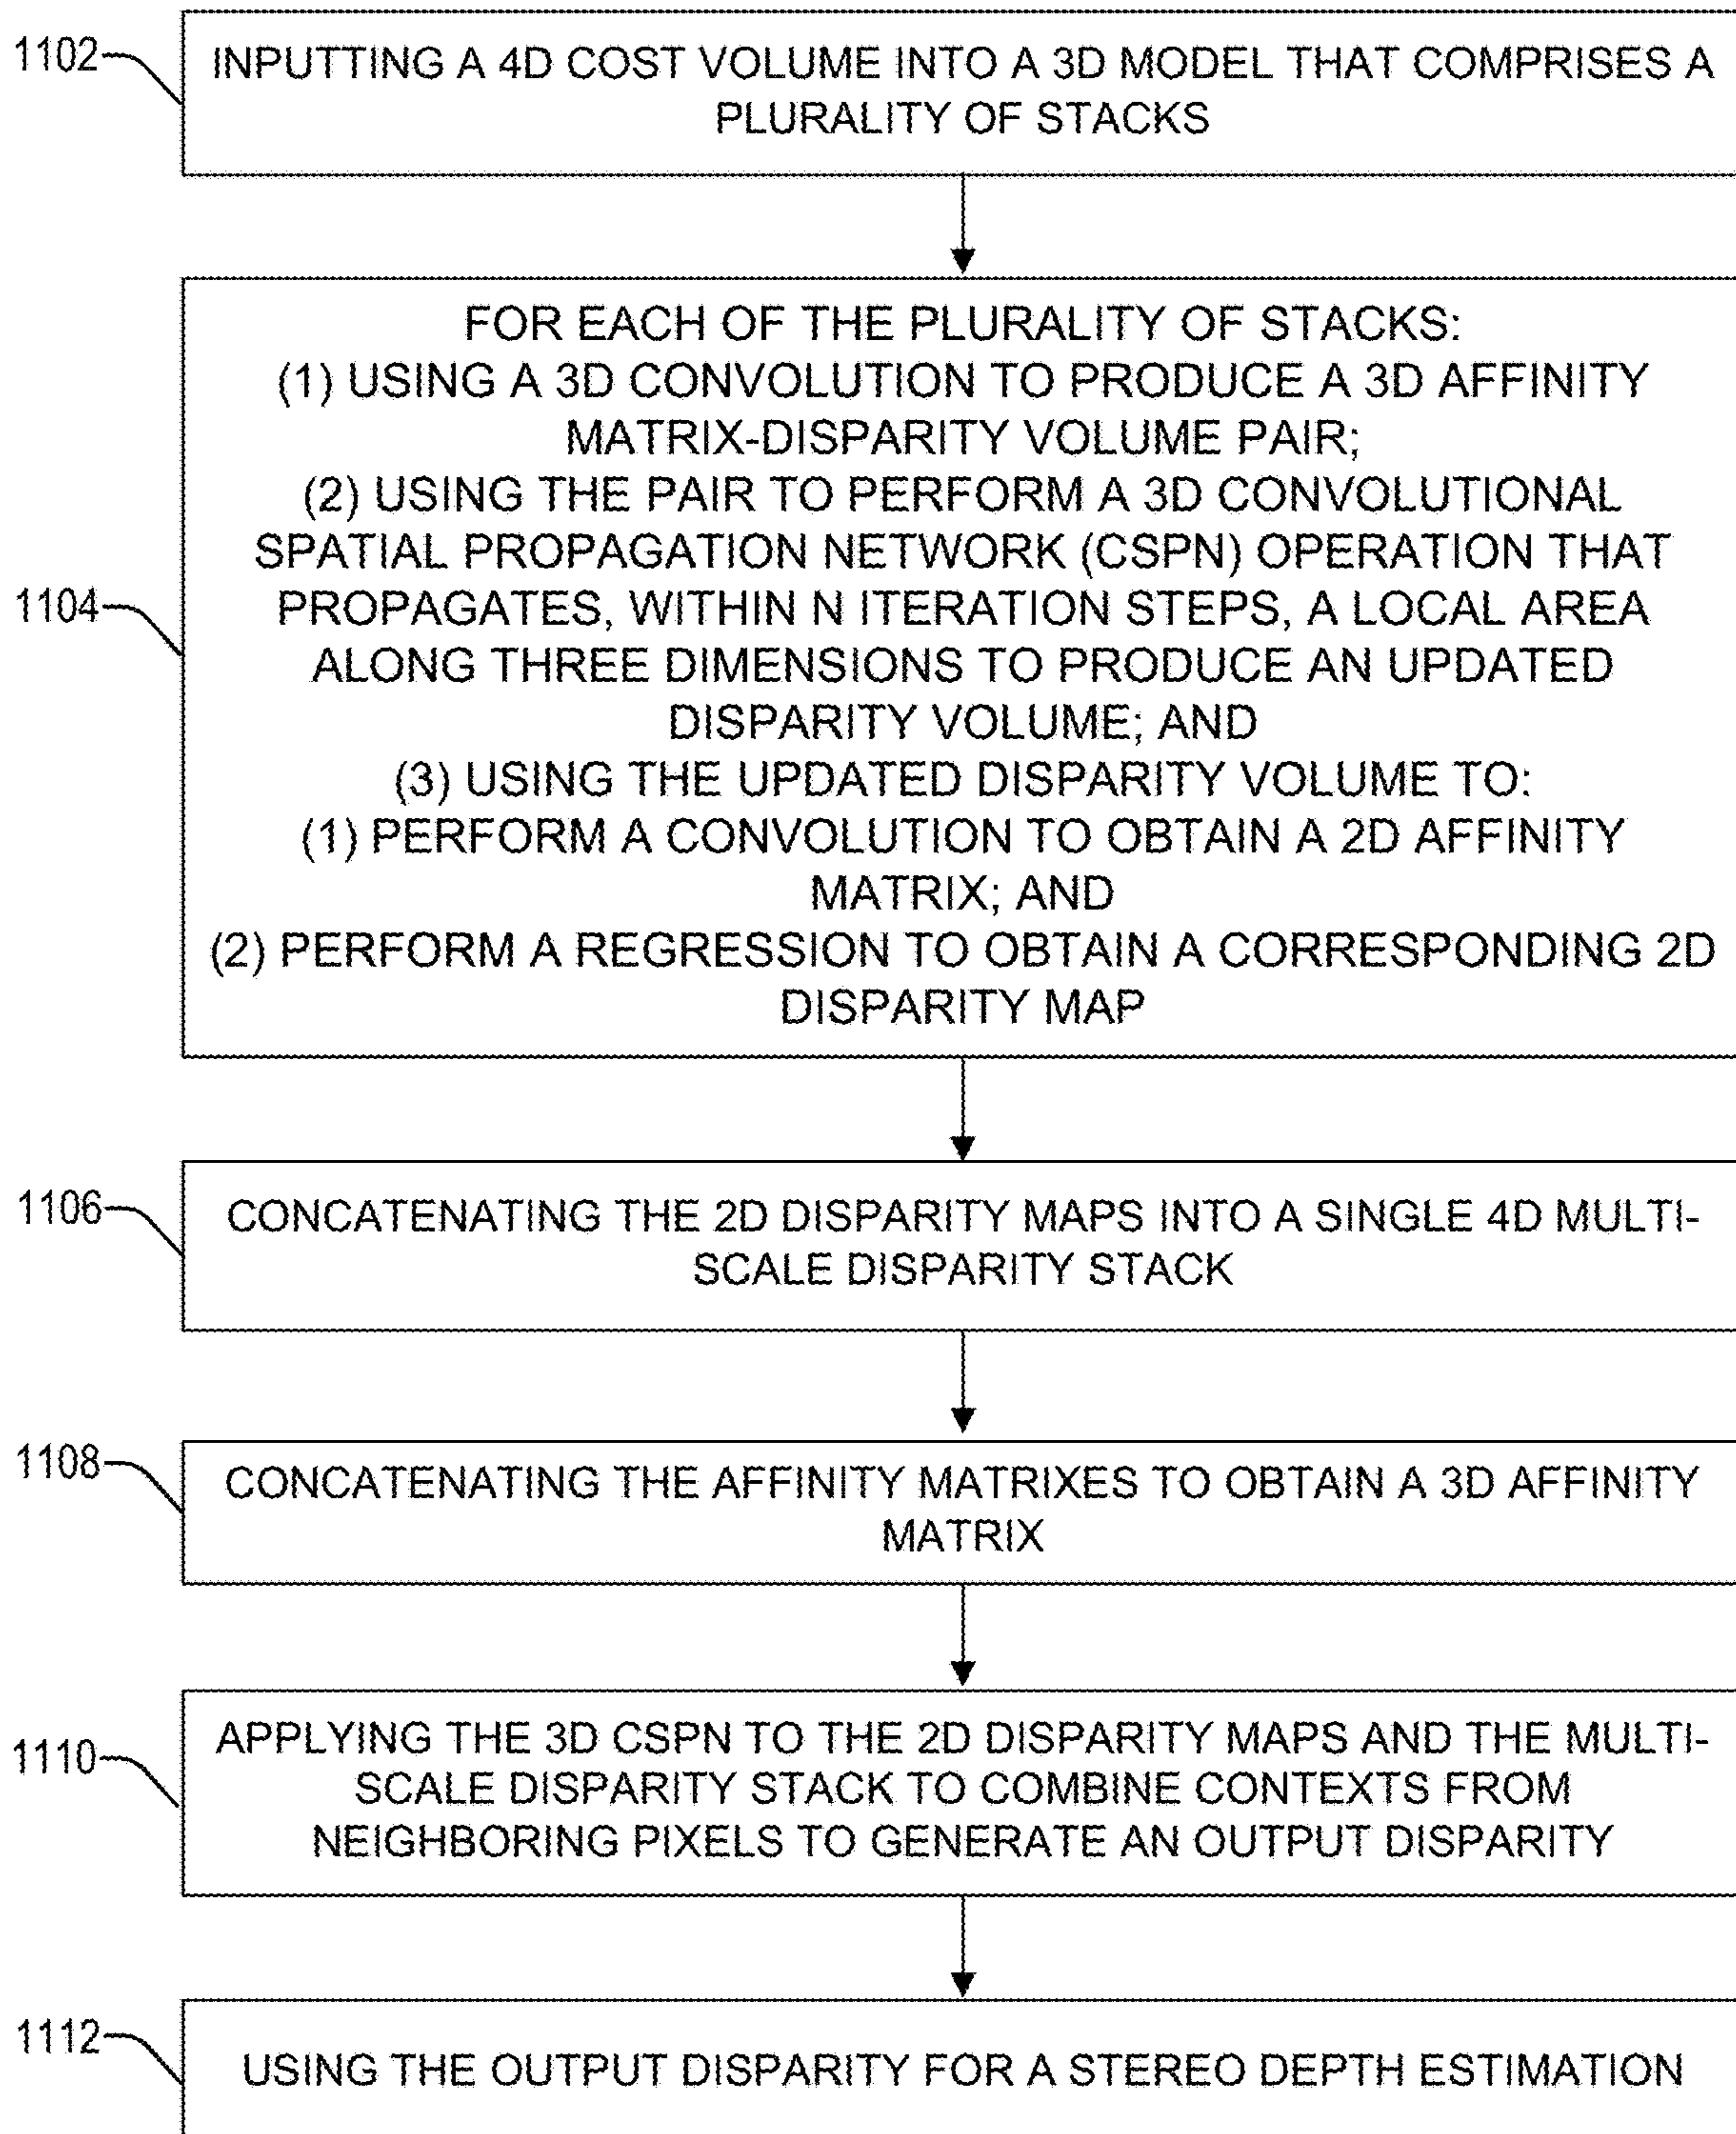 1102
INPUTTING A 4D COST VOLUME INTO A 3D MODEL THAT COMPRISES A
PLURALITY OF STACKS
1104
FOR EACH OF THE PLURALITY OF STACKS:
(1) USING A 3D CONVOLUTION TO PRODUCE A 3D AFFINITY
MATRIX-DISPARITY VOLUME PAIR;
(2) USING THE PAIR TO PERFORM A 3D CONVOLUTIONAL
SPATIAL PROPAGATION NETWORK (CSPN) OPERATION THAT
PROPAGATES, WITHIN N ITERATION STEPS, A LOCAL AREA
ALONG THREE DIMENSIONS TO PRODUCE AN UPDATED
DISPARITY VOLUME; AND
(3) USING THE UPDATED DISPARITY VOLUME TO:
(1) PERFORM A CONVOLUTION TO OBTAIN A 2D AFFINITY
MATRIX; AND
(2) PERFORM A REGRESSION TO OBTAIN A CORRESPONDING 2D
DISPARITY MAP
1106
CONCATENATING THE 2D DISPARITY MAPS INTO A SINGLE 4D MULTI-
SCALE DISPARITY STACK
1108
CONCATENATING THE AFFINITY MATRIXES TO OBTAIN A 3D AFFINITY
MATRIX
1110
APPLYING THE 3D CSPN TO THE 2D DISPARITY MAPS AND THE MULTI-
SCALE DISPARITY STACK TO COMBINE CONTEXTS FROM
NEIGHBORING PIXELS TO GENERATE AN OUTPUT DISPARITY
1112
USING THE OUTPUT DISPARITY FOR A STEREO DEPTH ESTIMATION